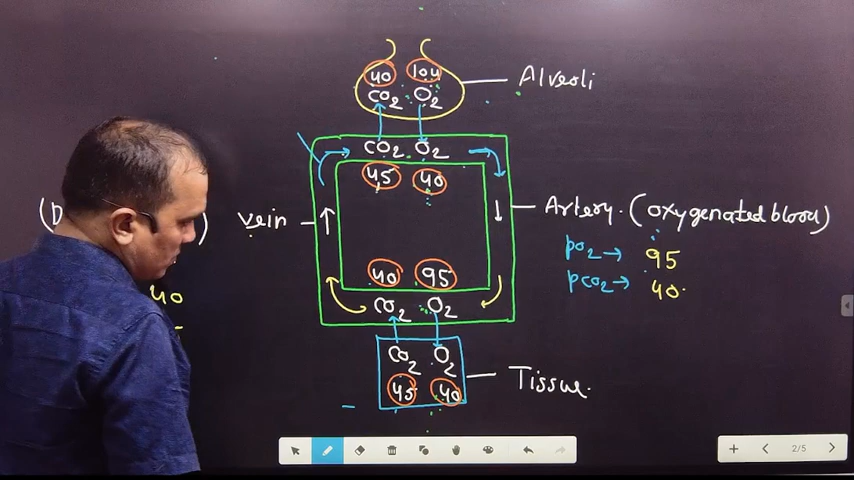 40 104
CO2 O2
Alveoli
CO2 O2
45 40
(D )
vein
Artery. (oxygenated blood)
pO2 → 95
pCO2 → 40
40 95
CO2 O2
40
CO2 O2
45 40
Tissue.
2/5